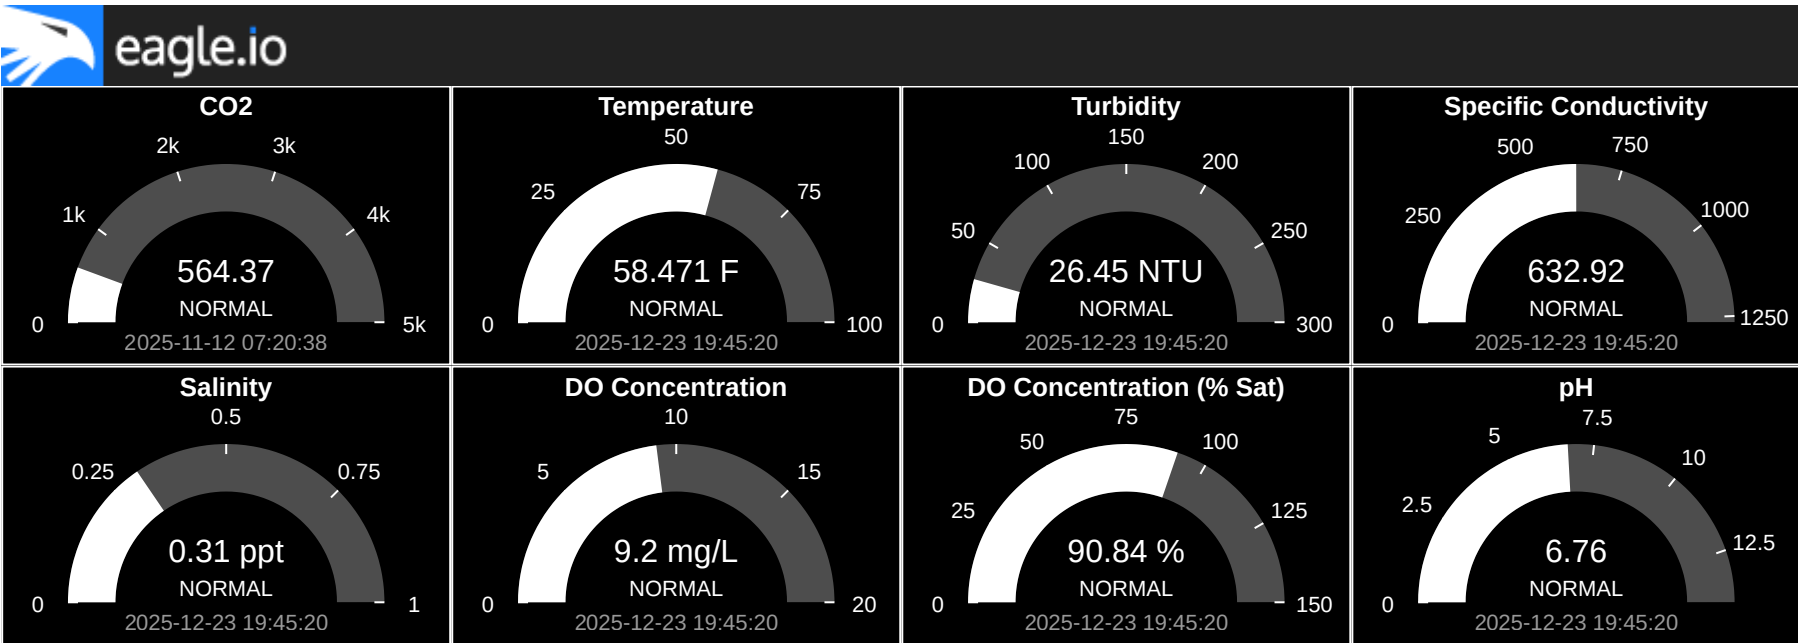 eagle.io
CO2
2k
3k
1k
4k
564.37
NORMAL
0
5k
2025-11-12 07:20:38
Temperature
50
25
75
58.471 F
NORMAL
0
100
2025-12-23 19:45:20
Turbidity
150
100
200
50
250
26.45 NTU
NORMAL
0
300
2025-12-23 19:45:20
Specific Conductivity
500
750
250
1000
632.92
NORMAL
0
1250
2025-12-23 19:45:20
Salinity
0.5
0.25
0.75
0.31 ppt
NORMAL
0
1
2025-12-23 19:45:20
DO Concentration
10
5
15
9.2 mg/L
NORMAL
0
20
2025-12-23 19:45:20
DO Concentration (% Sat)
75
50
100
25
125
90.84 %
NORMAL
0
150
2025-12-23 19:45:20
pH
7.5
5
10
2.5
12.5
6.76
NORMAL
0
2025-12-23 19:45:20